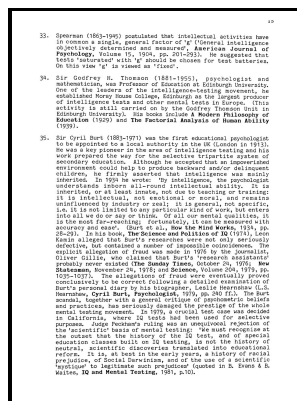 33. Spearman (1863-1945) postulated that intellectual activities have
in common a single, general factor of 'g' ('General intelligence
objectively determined and measured', American Journal of
Psychology, Volume 15, 1904, pp. 201-293). He suggested that
tests 'saturated' with 'g' should be chosen for test batteries.
On this view 'g' is viewed as 'fixed'.
34. Sir Godfrey H. Thomson (1881-1955), psychologist and
mathematician, was Professor of Education at Edinburgh University.
One of the leaders of the intelligence-testing movement, he
established Moray House College, Edinburgh as the largest producer
of intelligence tests and other mental tests in Europe. (This
activity is still carried on by the Godfrey Thomson Unit in
Edinburgh University). His books include A Modern Philosophy of
Education (1929) and The Factorial Analysis of Human Ability
(1939).
35. Sir Cyril Burt (1883-1971) was the first educational psychologist
to be appointed to a local authority in the UK (London in 1913).
He was a key pioneer in the area of intelligence testing and his
work prepared the way for the selective tripartite system of
secondary education. Although he accepted that an impoverished
environment could help to produce backward and/or delinquent
children, he firmly asserted that intelligence was mainly
inherited. In 1934 he wrote: 'By intelligence, the psychologist
understands inborn all-round intellectual ability. It is
inherited, or at least innate, not due to teaching or training;
it is intellectual, not emotional or moral, and remains
uninfluenced by industry or zeal; it is general, not specific,
i.e. it is not limited to any particular kind of work, but enters
into all we do or say or think. Of all our mental qualities, it
is the most far-reaching; fortunately, it can be measured with
accuracy and ease'. (Burt et al., How the Mind Works, 1934, pp.
28-29). In his book, The Science and Politics of IQ (1974), Leon
Kamin alleged that Burt's researches were not only seriously
defective, but contained a number of impossible coincidences. The
explicit allegation of fraud was made in 1976 by the journalist
Oliver Gillie, who claimed that Burt's 'research assistants'
probably never existed (The Sunday Times, October 24, 1976; New
Statesman, November 24, 1978; and Science, Volume 204, 1979, pp.
1035-1037). The allegations of fraud were eventually proved
conclusively to be correct following a detailed examination of
Burt's personal diary by his biographer, Leslie Hearnshaw (L.S.
Hearnshaw, Cyril Burt, Psychologist, 1979, pp. 240 ff.). The Burt
scandal, together with a general critique of psychometric beliefs
and practices, has seriously damaged the prestige of the whole
mental testing movement. In 1979, a crucial test case was decided
in California, where IQ tests had been used for selective
purposes. Judge Peckham's ruling was an unequivocal rejection of
the 'scientific' basis of mental testing: 'We must recognise at
the outset that the history of the IQ test, and of special
education classes built on IQ testing, is not the history of
neutral, scientific discoveries translated into educational
reform. It is, at best in the early years, a history of racial
prejudice, of Social Darwinism, and of the use of a scientific
'mystique' to legitimate such prejudices' (quoted in B. Evans & B.
Waites, IQ and Mental Testing, 1981, p.10).